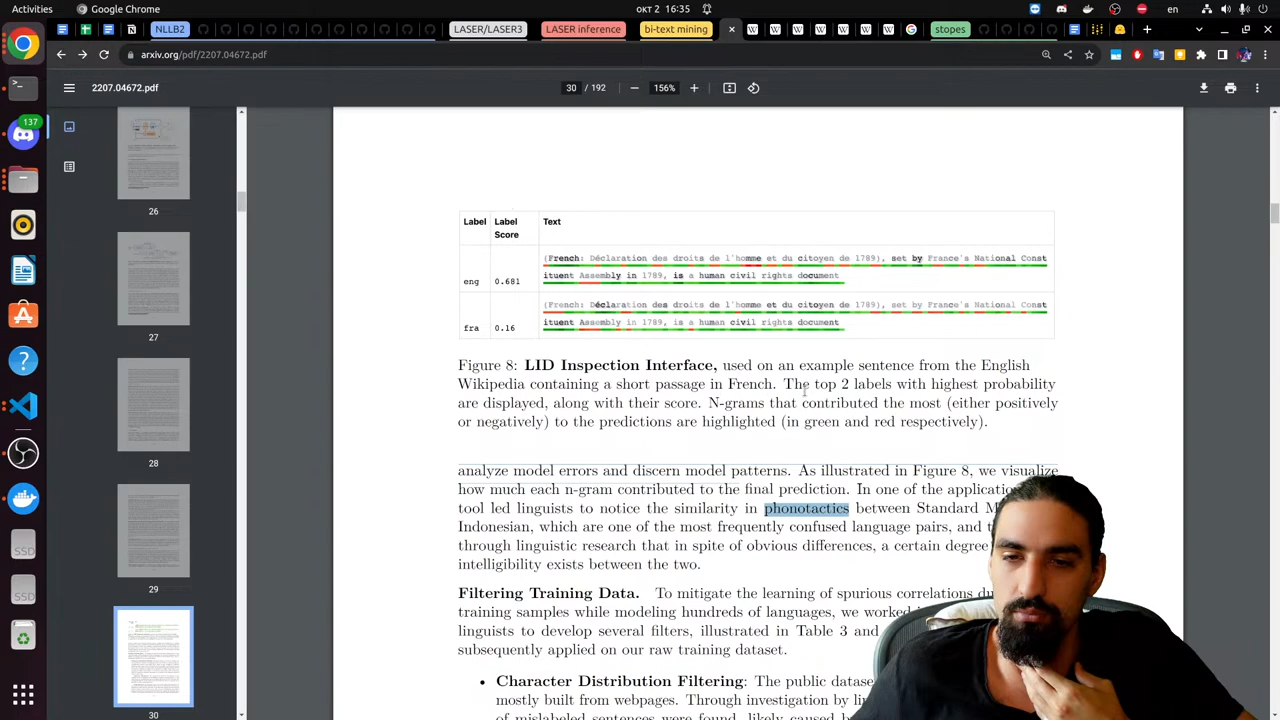 Activities
Google Chrome
окт 2 16:35
en
NLLB2
LASER/LASER3
LASER inference
bi-text mining
stopes
arxiv.org/pdf/2207.04672.pdf
2207.04672.pdf
30 / 192
156%
137
SSD
SSD
26
27
28
29
30
Label
Label Score
Text
eng
0.681
(French: Déclaration des droits de l'homme et du citoyen de 1789), set by France's National Const
ituent Assembly in 1789, is a human civil rights document
fra
0.16
(French: Déclaration des droits de l'homme et du citoyen de 1789), set by France's National Const
ituent Assembly in 1789, is a human civil rights document
Figure 8: LID Inspection Interface, used on an example sentence from the English
Wikipedia containing a short passage in French. The top 2 labels with highest probability
are displayed, along with their score. N-grams that contributed the most (either positively
or negatively) to the predictions are highlighted (in green and red respectively).
analyze model errors and discern model patterns. As illustrated in Figure 8, we visualize
how much each n-gram contributed to the final prediction. In one of the applications
tool led linguists to notice the similarity in phonotactics between Standard M
Indonesian, which are one of the most frequently confused language pairs, and
through linguistic research that in spite of obvious differences, a certain degree
intelligibility exists between the two.
Filtering Training Data. To mitigate the learning of spurious correlations du
training samples while modeling hundreds of languages, we worked
linguists to develop several filters, illustrated in Table
subsequently applied on our raw training dataset.
• Character Distribution Filtering: The public datase
mostly built from webpages. Through investigation by li
of mislabeled sentences were found, likely caused b